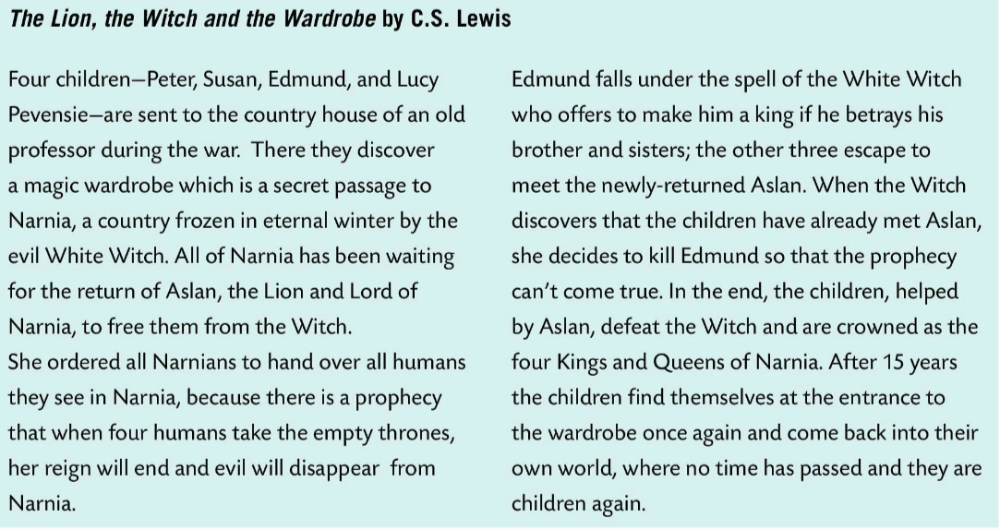 The Lion, the Witch and the Wardrobe by C.S. Lewis
Four children—Peter, Susan, Edmund, and Lucy
Pevensie—are sent to the country house of an old
professor during the war.  There they discover
a magic wardrobe which is a secret passage to
Narnia, a country frozen in eternal winter by the
evil White Witch. All of Narnia has been waiting
for the return of Aslan, the Lion and Lord of
Narnia, to free them from the Witch.
She ordered all Narnians to hand over all humans
they see in Narnia, because there is a prophecy
that when four humans take the empty thrones,
her reign will end and evil will disappear  from
Narnia.
Edmund falls under the spell of the White Witch
who offers to make him a king if he betrays his
brother and sisters; the other three escape to
meet the newly-returned Aslan. When the Witch
discovers that the children have already met Aslan,
she decides to kill Edmund so that the prophecy
can't come true. In the end, the children, helped
by Aslan, defeat the Witch and are crowned as the
four Kings and Queens of Narnia. After 15 years
the children find themselves at the entrance to
the wardrobe once again and come back into their
own world, where no time has passed and they are
children again.